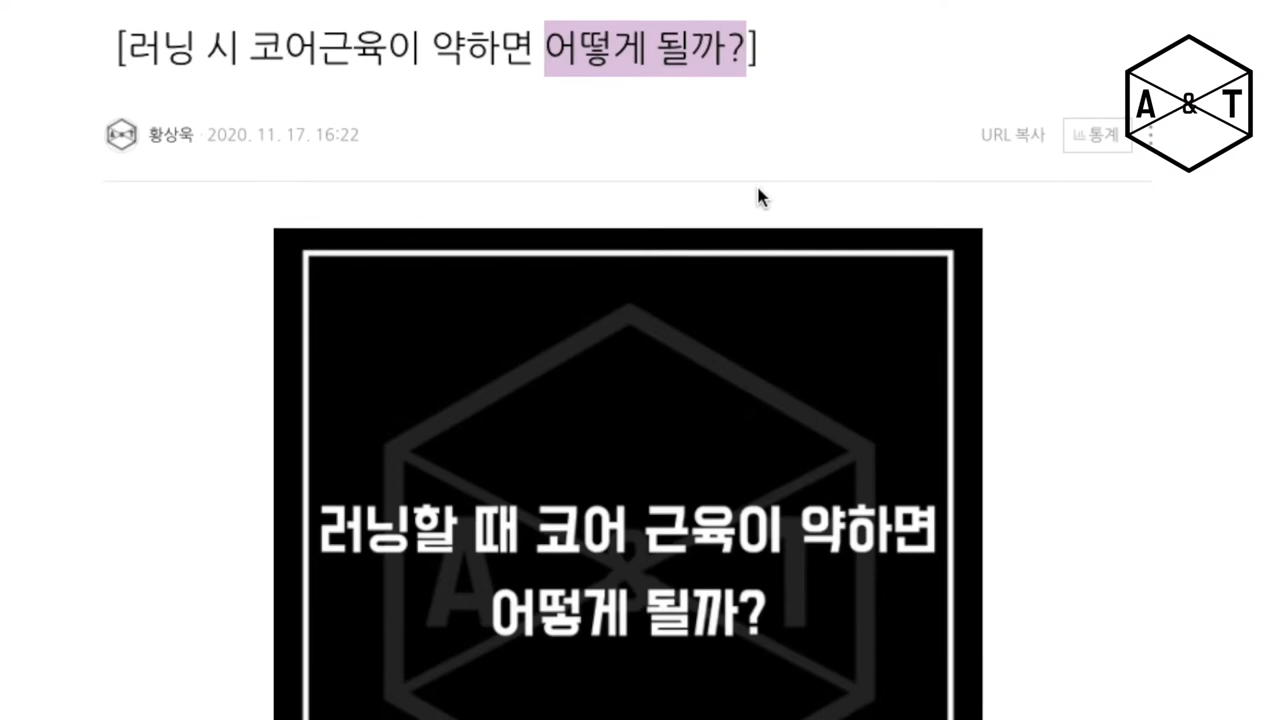 [러닝 시 코어근육이 약하면 어떻게 될까?]
A & T
황상욱 · 2020. 11. 17. 16:22
URL 복사 통계
러닝할 때 코어 근육이 약하면
어떻게 될까?
A & T